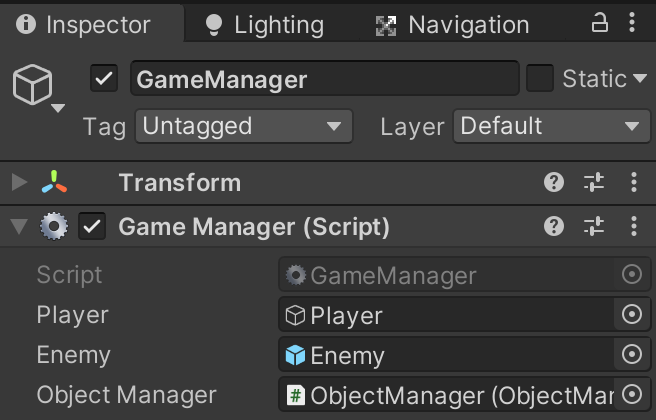 Inspector Lighting Navigation
GameManager Static
Tag Untagged Layer Default
Transform
Game Manager (Script)
Script GameManager
Player Player
Enemy Enemy
Object Manager # ObjectManager (ObjectMar